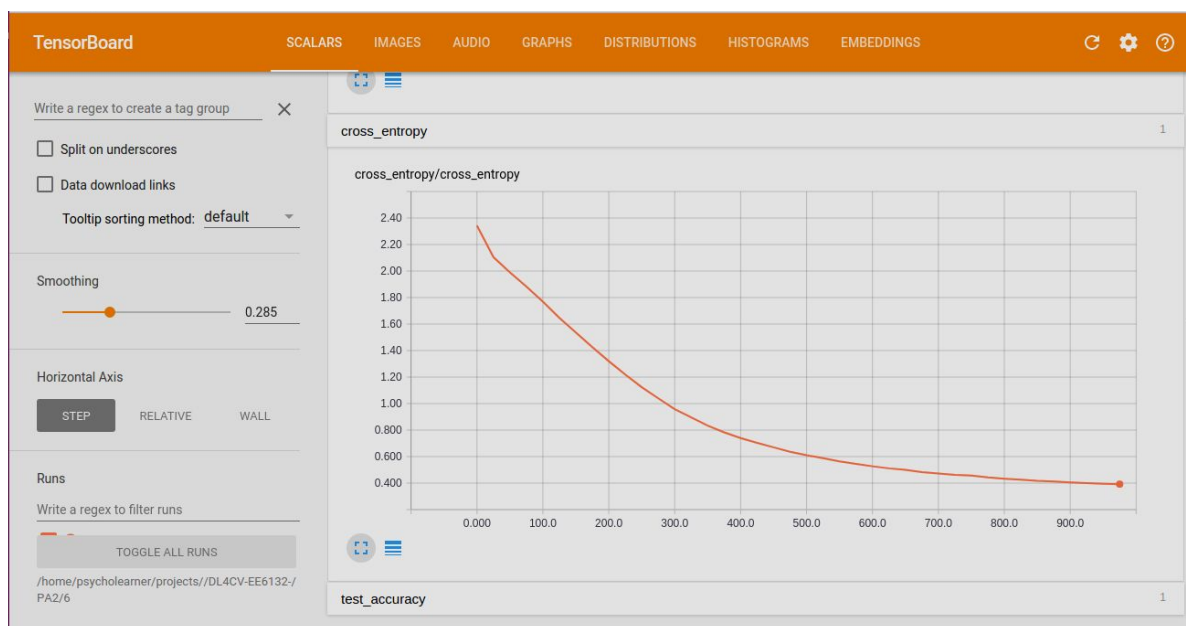 TensorBoard SCALARS IMAGES AUDIO GRAPHS DISTRIBUTIONS HISTOGRAMS EMBEDDINGS
Write a regex to create a tag group
Split on underscores
Data download links
Tooltip sorting method: default
Smoothing
0.285
Horizontal Axis
STEP RELATIVE WALL
Runs
Write a regex to filter runs
TOGGLE ALL RUNS
/home/psycholearner/projects//DL4CV-EE6132-/
PA2/6
cross_entropy 1
cross_entropy/cross_entropy
2.40
2.20
2.00
1.80
1.60
1.40
1.20
1.00
0.800
0.600
0.400
0.000 100.0 200.0 300.0 400.0 500.0 600.0 700.0 800.0 900.0
test_accuracy 1